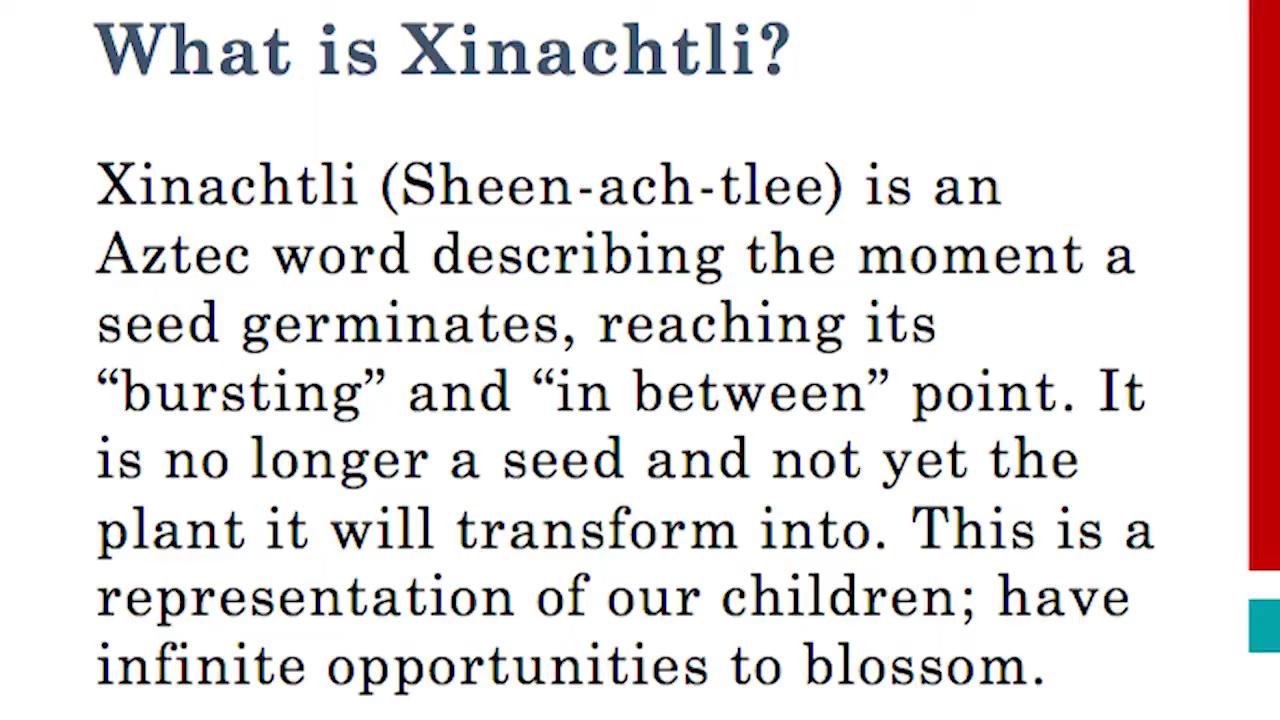 What is Xinachtli?
Xinachtli (Sheen-ach-tlee) is an
Aztec word describing the moment a
seed germinates, reaching its
“bursting” and “in between” point. It
is no longer a seed and not yet the
plant it will transform into. This is a
representation of our children; have
infinite opportunities to blossom.